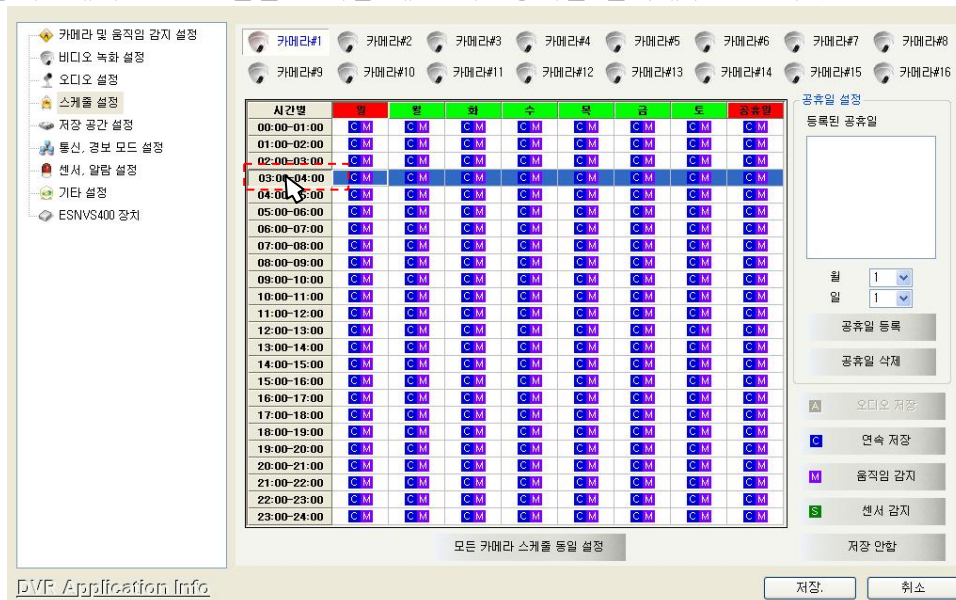 카메라 및 움직임 감지 설정
비디오 녹화 설정
오디오 설정
스케줄 설정
저장 공간 설정
통신, 경보 모드 설정
센서, 알람 설정
기타 설정
ESNVS400 장치
카메라#1 카메라#2 카메라#3 카메라#4 카메라#5 카메라#6 카메라#7 카메라#8
카메라#9 카메라#10 카메라#11 카메라#12 카메라#13 카메라#14 카메라#15 카메라#16
시간별 일 월 화 수 목 금 토 공휴일
00:00-01:00 C M C M C M C M C M C M C M C M
01:00-02:00 C M C M C M C M C M C M C M C M
02:00-03:00 C M C M C M C M C M C M C M C M
03:00-04:00 C M C M C M C M C M C M C M C M
04:00-05:00 C M C M C M C M C M C M C M C M
05:00-06:00 C M C M C M C M C M C M C M C M
06:00-07:00 C M C M C M C M C M C M C M C M
07:00-08:00 C M C M C M C M C M C M C M C M
08:00-09:00 C M C M C M C M C M C M C M C M
09:00-10:00 C M C M C M C M C M C M C M C M
10:00-11:00 C M C M C M C M C M C M C M C M
11:00-12:00 C M C M C M C M C M C M C M C M
12:00-13:00 C M C M C M C M C M C M C M C M
13:00-14:00 C M C M C M C M C M C M C M C M
14:00-15:00 C M C M C M C M C M C M C M C M
15:00-16:00 C M C M C M C M C M C M C M C M
16:00-17:00 C M C M C M C M C M C M C M C M
17:00-18:00 C M C M C M C M C M C M C M C M
18:00-19:00 C M C M C M C M C M C M C M C M
19:00-20:00 C M C M C M C M C M C M C M C M
20:00-21:00 C M C M C M C M C M C M C M C M
21:00-22:00 C M C M C M C M C M C M C M C M
22:00-23:00 C M C M C M C M C M C M C M C M
23:00-24:00 C M C M C M C M C M C M C M C M
모든 카메라 스케줄 동일 설정
공휴일 설정
등록된 공휴일
월 1
일 1
공휴일 등록
공휴일 삭제
A 오디오 저장
C 연속 저장
M 움직임 감지
S 센서 감지
저장 안함
DVR Application Info
저장.
취소